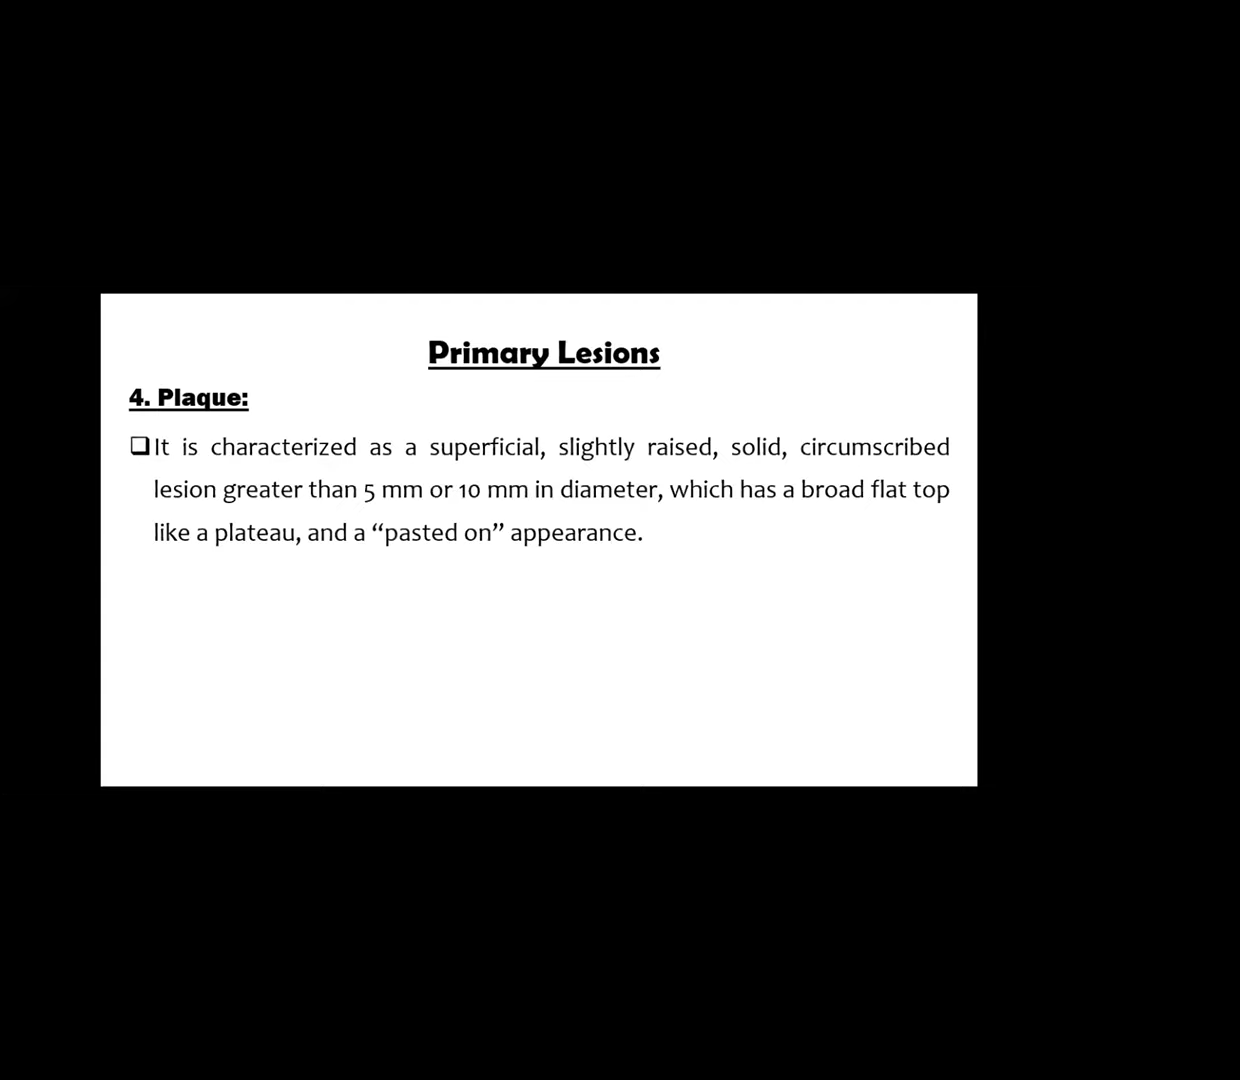 Primary Lesions
4. Plaque:
❑It is characterized as a superficial, slightly raised, solid, circumscribed
lesion greater than 5 mm or 10 mm in diameter, which has a broad flat top
like a plateau, and a “pasted on” appearance.